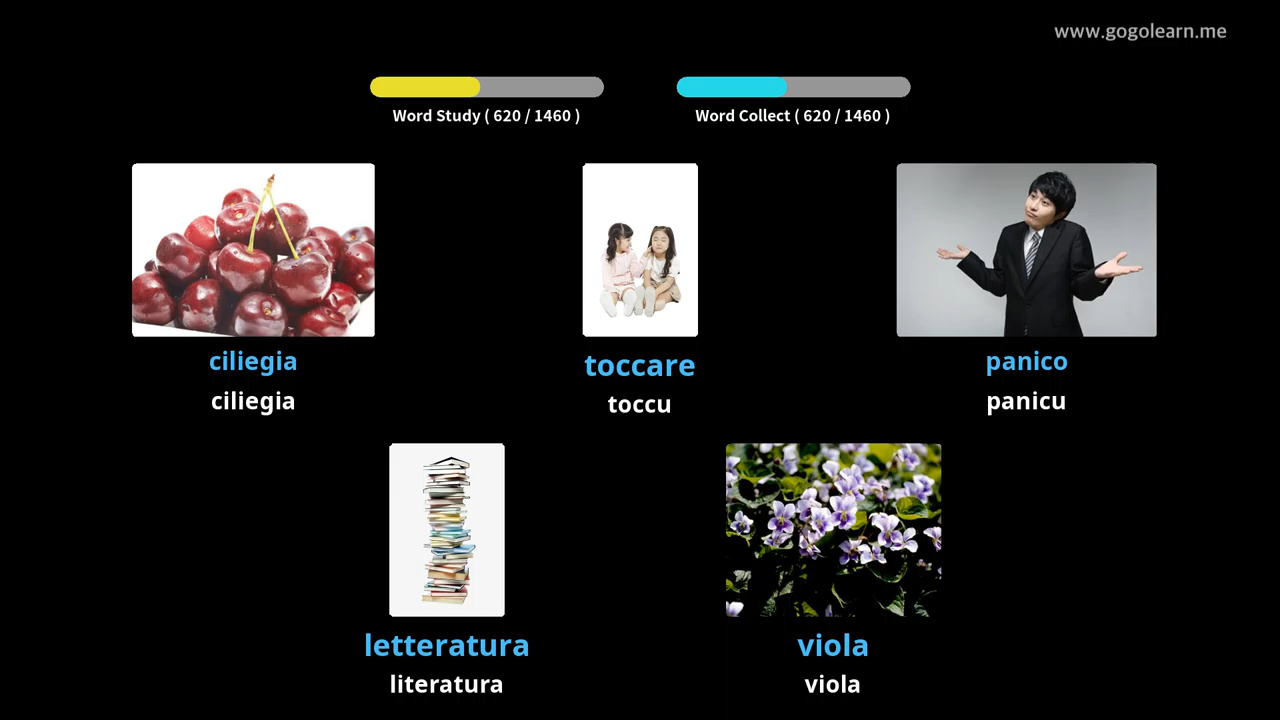 www.gogolearn.me
Word Study ( 620 / 1460 )
Word Collect ( 620 / 1460 )
ciliegia
ciliegia
toccare
toccu
panico
panicu
letteratura
literatura
viola
viola